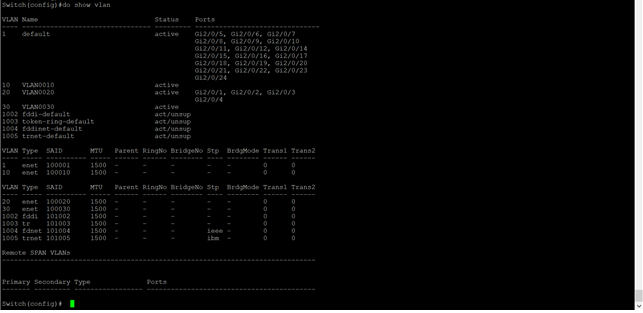 Switch(config)#do show vlan
VLAN Name                             Status    Ports
---- -------------------------------- --------- -------------------------------
1    default                          active    Gi2/0/5, Gi2/0/6, Gi2/0/7
                                                Gi2/0/8, Gi2/0/9, Gi2/0/10
                                                Gi2/0/11, Gi2/0/12, Gi2/0/14
                                                Gi2/0/15, Gi2/0/16, Gi2/0/17
                                                Gi2/0/18, Gi2/0/19, Gi2/0/20
                                                Gi2/0/21, Gi2/0/22, Gi2/0/23
                                                Gi2/0/24
10   VLAN0010                         active
20   VLAN0020                         active    Gi2/0/1, Gi2/0/2, Gi2/0/3
                                                Gi2/0/4
30   VLAN0030                         active
1002 fddi-default                     act/unsup
1003 token-ring-default               act/unsup
1004 fddinet-default                  act/unsup
1005 trnet-default                    act/unsup
VLAN Type  SAID       MTU   Parent RingNo BridgeNo Stp  BrdgMode Trans1 Trans2
---- ----- ---------- ----- ------ ------ -------- ---- -------- ------ ------
1    enet  100001     1500  -      -      -        -    -        0      0
10   enet  100010     1500  -      -      -        -    -        0      0
VLAN Type  SAID       MTU   Parent RingNo BridgeNo Stp  BrdgMode Trans1 Trans2
---- ----- ---------- ----- ------ ------ -------- ---- -------- ------ ------
20   enet  100020     1500  -      -      -        -    -        0      0
30   enet  100030     1500  -      -      -        -    -        0      0
1002 fddi  101002     1500  -      -      -        -    -        0      0
1003 tr    101003     1500  -      -      -        -    -        0      0
1004 fdnet 101004     1500  -      -      -        ieee -        0      0
1005 trnet 101005     1500  -      -      -        ibm  -        0      0
Remote SPAN VLANs
------------------------------------------------------------------------------
Primary Secondary Type              Ports
------- --------- ----------------- ------------------------------------------
Switch(config)#